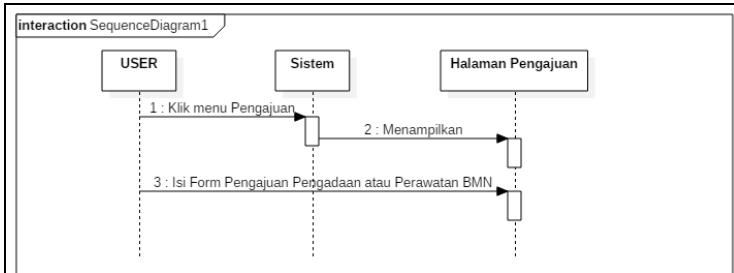 interaction SequenceDiagram1
USER
Sistem
Halaman Pengajuan
1 : Klik menu Pengajuan
2 : Menampilkan
3 : Isi Form Pengajuan Pengadaan atau Perawatan BMN